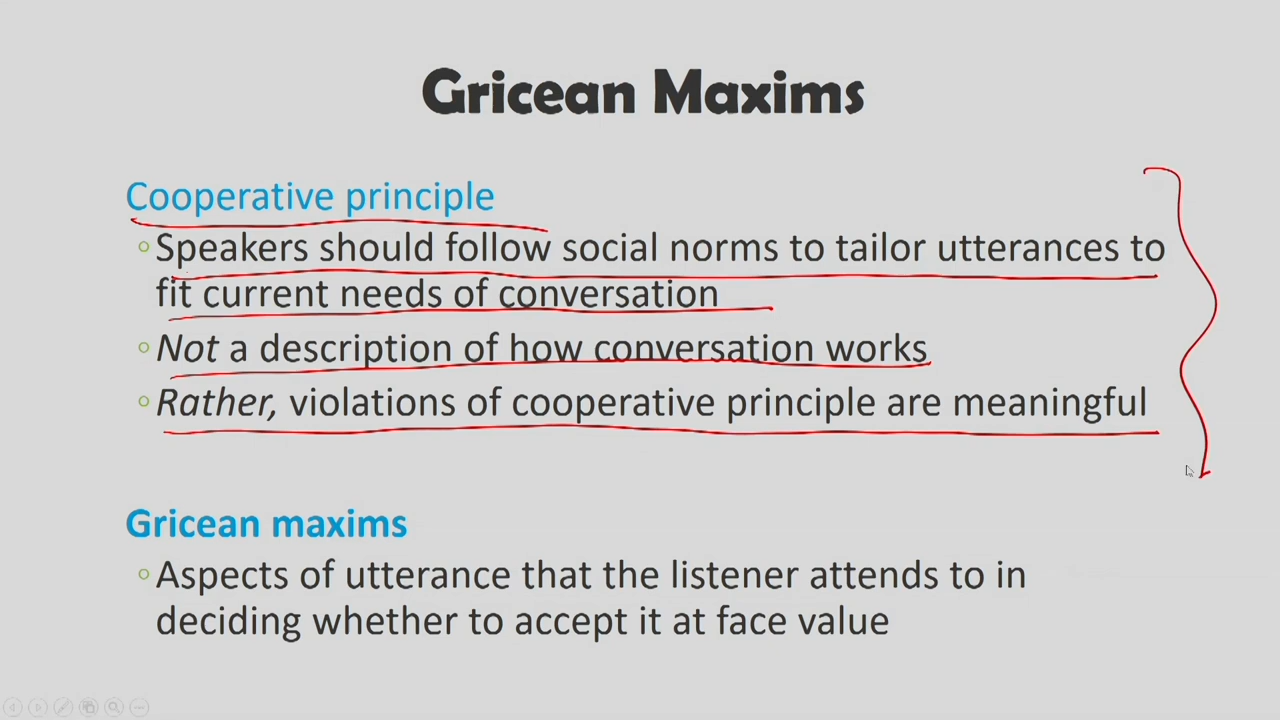 Gricean Maxims
Cooperative principle
Speakers should follow social norms to tailor utterances to
fit current needs of conversation
Not a description of how conversation works
Rather, violations of cooperative principle are meaningful
Gricean maxims
Aspects of utterance that the listener attends to in
deciding whether to accept it at face value